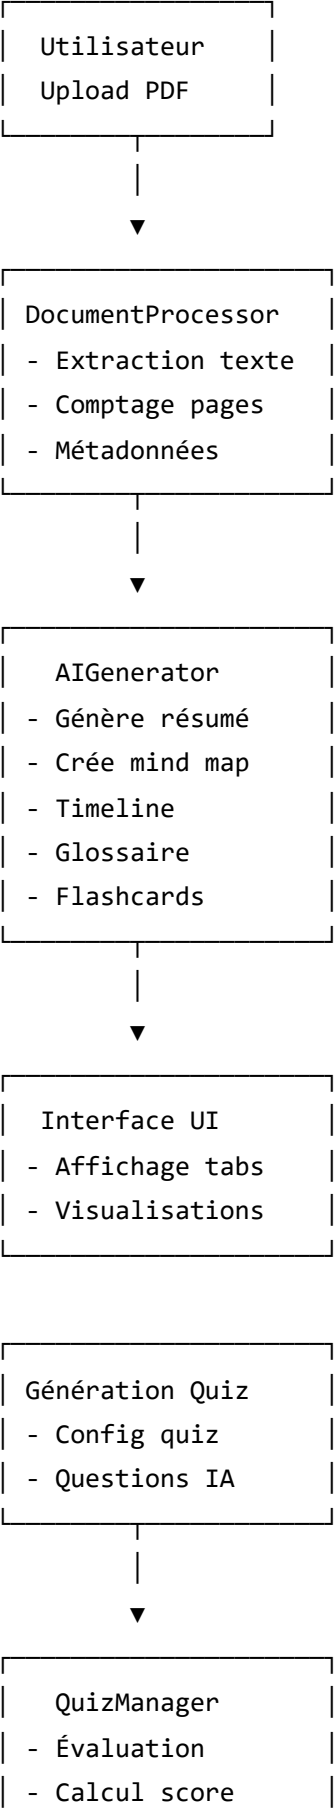 Utilisateur
Upload PDF
DocumentProcessor
- Extraction texte
- Comptage pages
- Métadonnées
AIGenerator
- Génère résumé
- Crée mind map
- Timeline
- Glossaire
- Flashcards
Interface UI
- Affichage tabs
- Visualisations
Génération Quiz
- Config quiz
- Questions IA
QuizManager
- Évaluation
- Calcul score